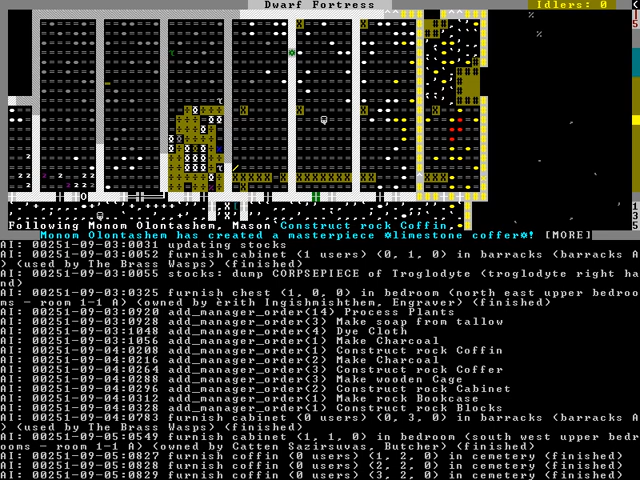 Dwarf Fortress
Idlers: 0
Following Monom Olontashem, Mason Construct rock Coffin,
Monom Olontashem has created a masterpiece ☼limestone coffer☼! [MORE]
AI: 00251-09-03:0031 updating stocks
AI: 00251-09-03:0052 furnish cabinet (1 users) (0, 1, 0) in barracks (barracks A
) (used by The Brass Wasps) (finished)
AI: 00251-09-03:0055 stocks: dump CORPSEPIECE of Troglodyte (troglodyte right ha
nd)
AI: 00251-09-03:0325 furnish chest (1, 0, 0) in bedroom (north east upper bedroo
ms - room 1-1 A) (owned by èrith Ingishmishthem, Engraver) (finished)
AI: 00251-09-03:0920 add_manager_order(14) Process Plants
AI: 00251-09-03:0928 add_manager_order(3) Make soap from tallow
AI: 00251-09-03:1048 add_manager_order(4) Dye Cloth
AI: 00251-09-03:1056 add_manager_order(1) Make Charcoal
AI: 00251-09-04:0208 add_manager_order(1) Construct rock Coffin
AI: 00251-09-04:0216 add_manager_order(2) Make Charcoal
AI: 00251-09-04:0264 add_manager_order(3) Construct rock Coffer
AI: 00251-09-04:0288 add_manager_order(3) Make wooden Cage
AI: 00251-09-04:0296 add_manager_order(2) Construct rock Cabinet
AI: 00251-09-04:0312 add_manager_order(1) Make rock Bookcase
AI: 00251-09-04:0328 add_manager_order(1) Construct rock Blocks
AI: 00251-09-04:0783 furnish cabinet (0 users) (0, 3, 0) in barracks (barracks A
) (used by The Brass Wasps) (finished)
AI: 00251-09-05:0549 furnish cabinet (1, 1, 0) in bedroom (south west upper bedr
ooms - room 1-1 A) (owned by Catten Sazirsuvas, Butcher) (finished)
AI: 00251-09-05:0827 furnish coffin (0 users) (1, 2, 0) in cemetery (finished)
AI: 00251-09-05:0828 furnish coffin (0 users) (2, 2, 0) in cemetery (finished)
AI: 00251-09-05:0829 furnish coffin (0 users) (3, 2, 0) in cemetery (finished)